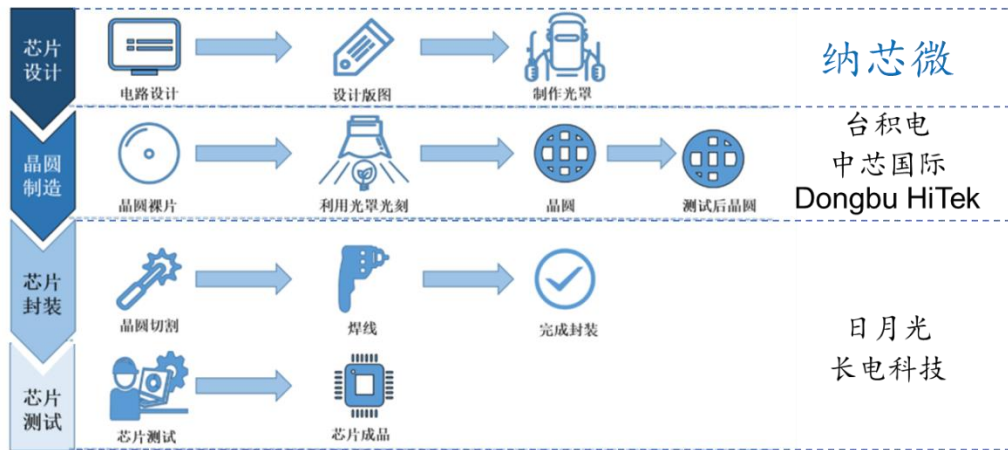 芯片
设计
电路设计
设计版图
制作光罩
纳芯微
晶圆
制造
晶圆裸片
利用光罩光刻
晶圆
测试后晶圆
台积电
中芯国际
Dongbu HiTek
芯片
封装
晶圆切割
焊线
完成封装
芯片
测试
芯片测试
芯片成品
日月光
长电科技